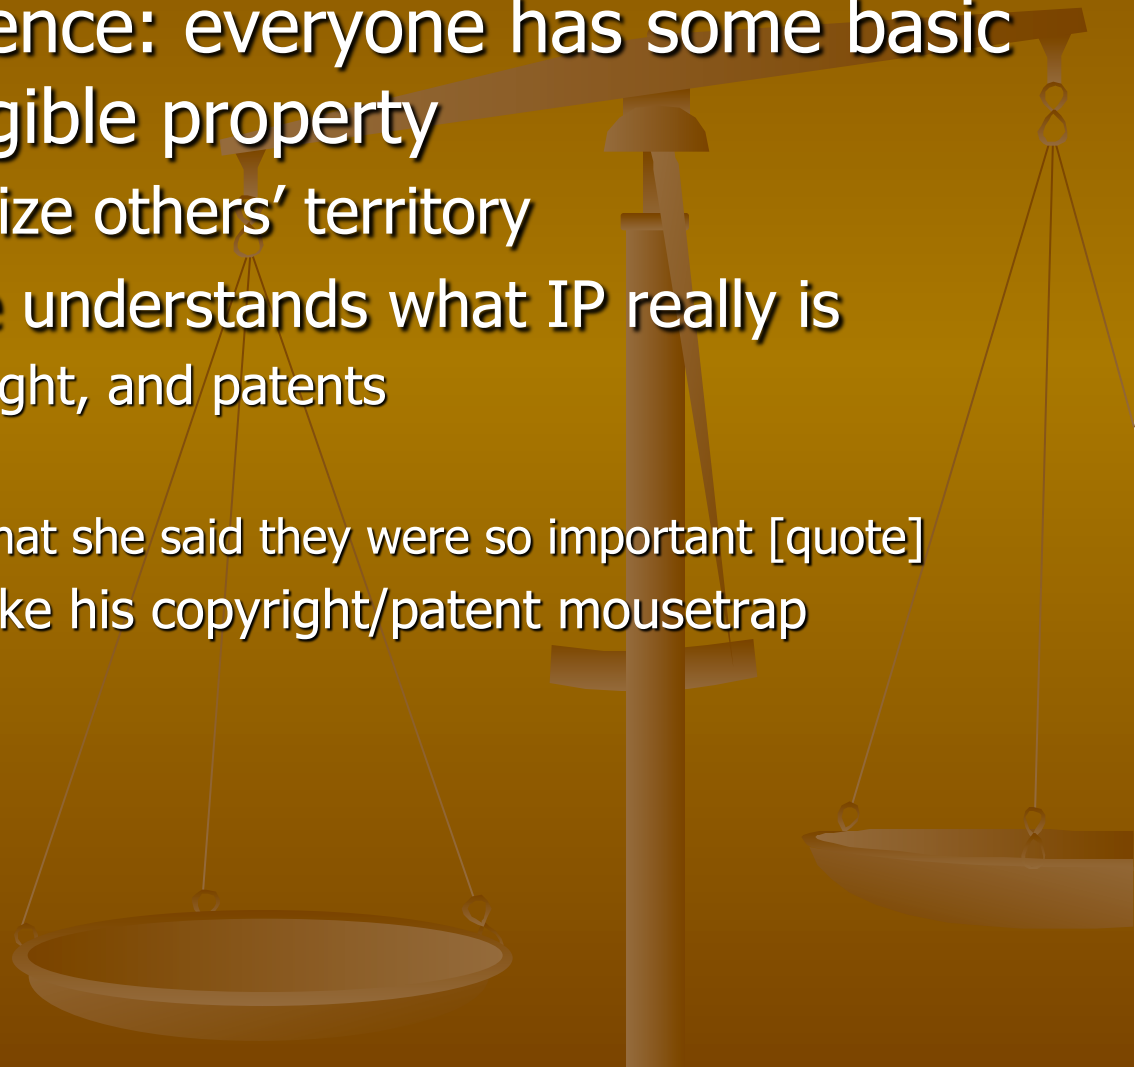 ence: everyone has some basic
gible property
ize others’ territory
e understands what IP really is
ght, and patents
hat she said they were so important [quote]
ke his copyright/patent mousetrap